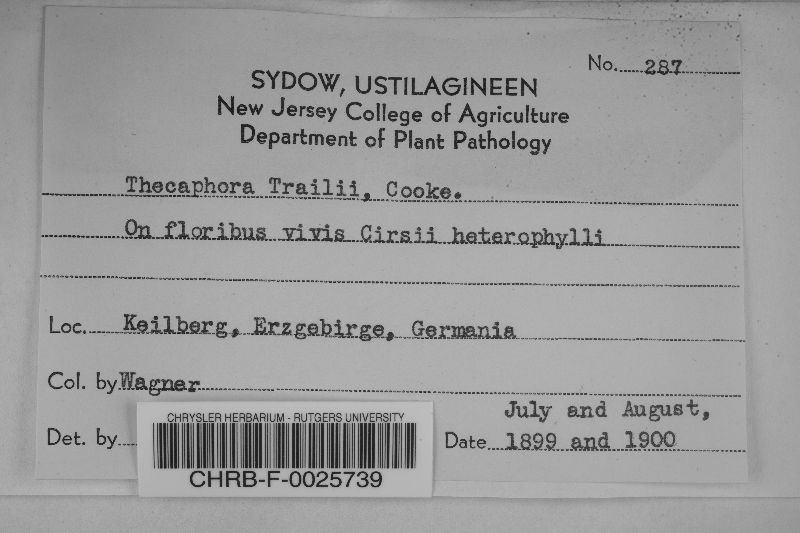 No. 287
SYDOW, USTILAGINEEN
New Jersey College of Agriculture
Department of Plant Pathology
Thecaphora Trailii, Cooke.
On floribus vivis Cirsii heterophylli
Loc. Keilberg, Erzgebirge, Germania
Col. by Wagner
July and August,
Det. by
Date 1899 and 1900
CHRYSLER HERBARIUM - RUTGERS UNIVERSITY
CHRB-F-0025739